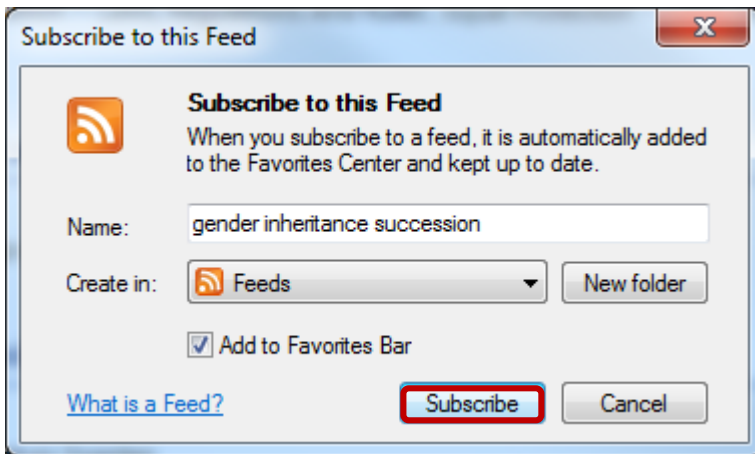 Subscribe to this Feed
Subscribe to this Feed
When you subscribe to a feed, it is automatically added
to the Favorites Center and kept up to date.
Name: gender inheritance succession
Create in: Feeds New folder
Add to Favorites Bar
What is a Feed? Subscribe Cancel